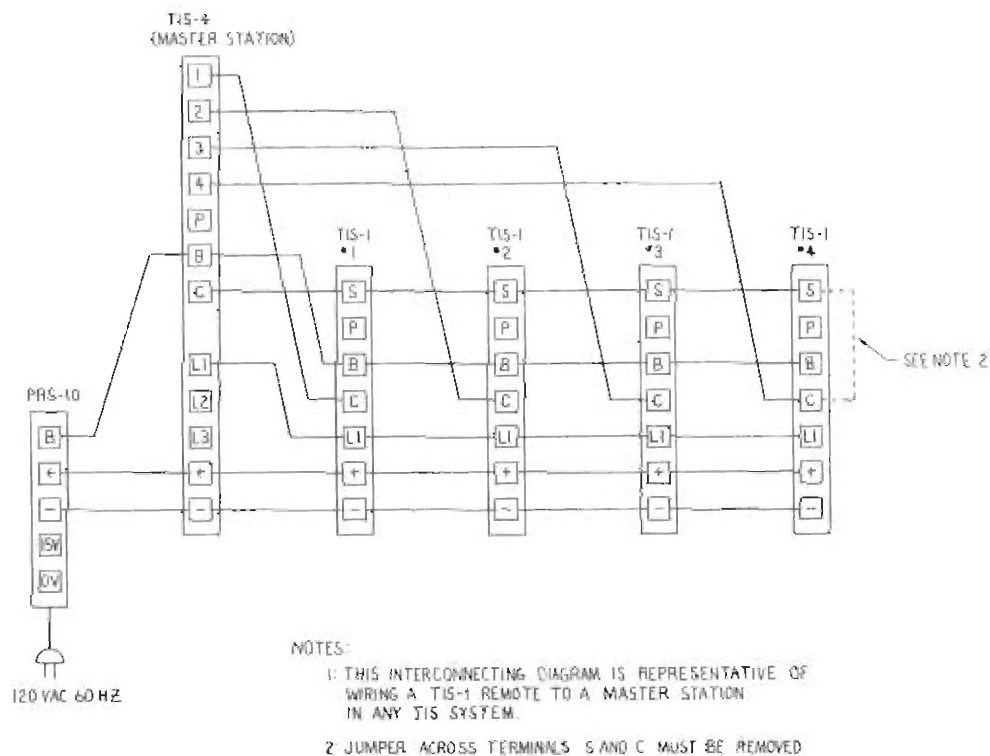 TIS-4
(MASTER STATION)
1
2
3
4
P
B
C
L1
L2
L3
+
-
PRS-10
B
+
-
15V
0V
120 VAC 60 HZ
TIS-1
#1
S
P
B
C
L1
+
-
TIS-1
#2
S
P
B
C
L1
+
-
TIS-1
#3
S
P
B
C
L1
+
-
TIS-1
#4
S
P
B
C
L1
+
-
SEE NOTE 2
NOTES:
1: THIS INTERCONNECTING DIAGRAM IS REPRESENTATIVE OF
WIRING A TIS-1 REMOTE TO A MASTER STATION
IN ANY TIS SYSTEM.
2 JUMPER ACROSS TERMINALS S AND C MUST BE REMOVED